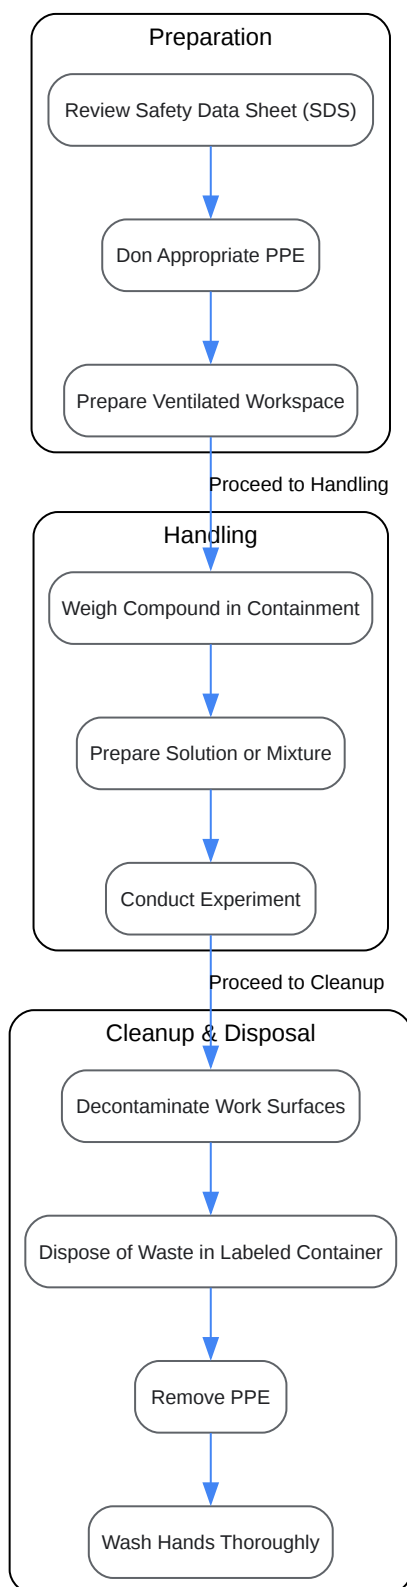 Preparation
Review Safety Data Sheet (SDS)
Don Appropriate PPE
Prepare Ventilated Workspace
Proceed to Handling
Handling
Weigh Compound in Containment
Prepare Solution or Mixture
Conduct Experiment
Proceed to Cleanup
Cleanup & Disposal
Decontaminate Work Surfaces
Dispose of Waste in Labeled Container
Remove PPE
Wash Hands Thoroughly